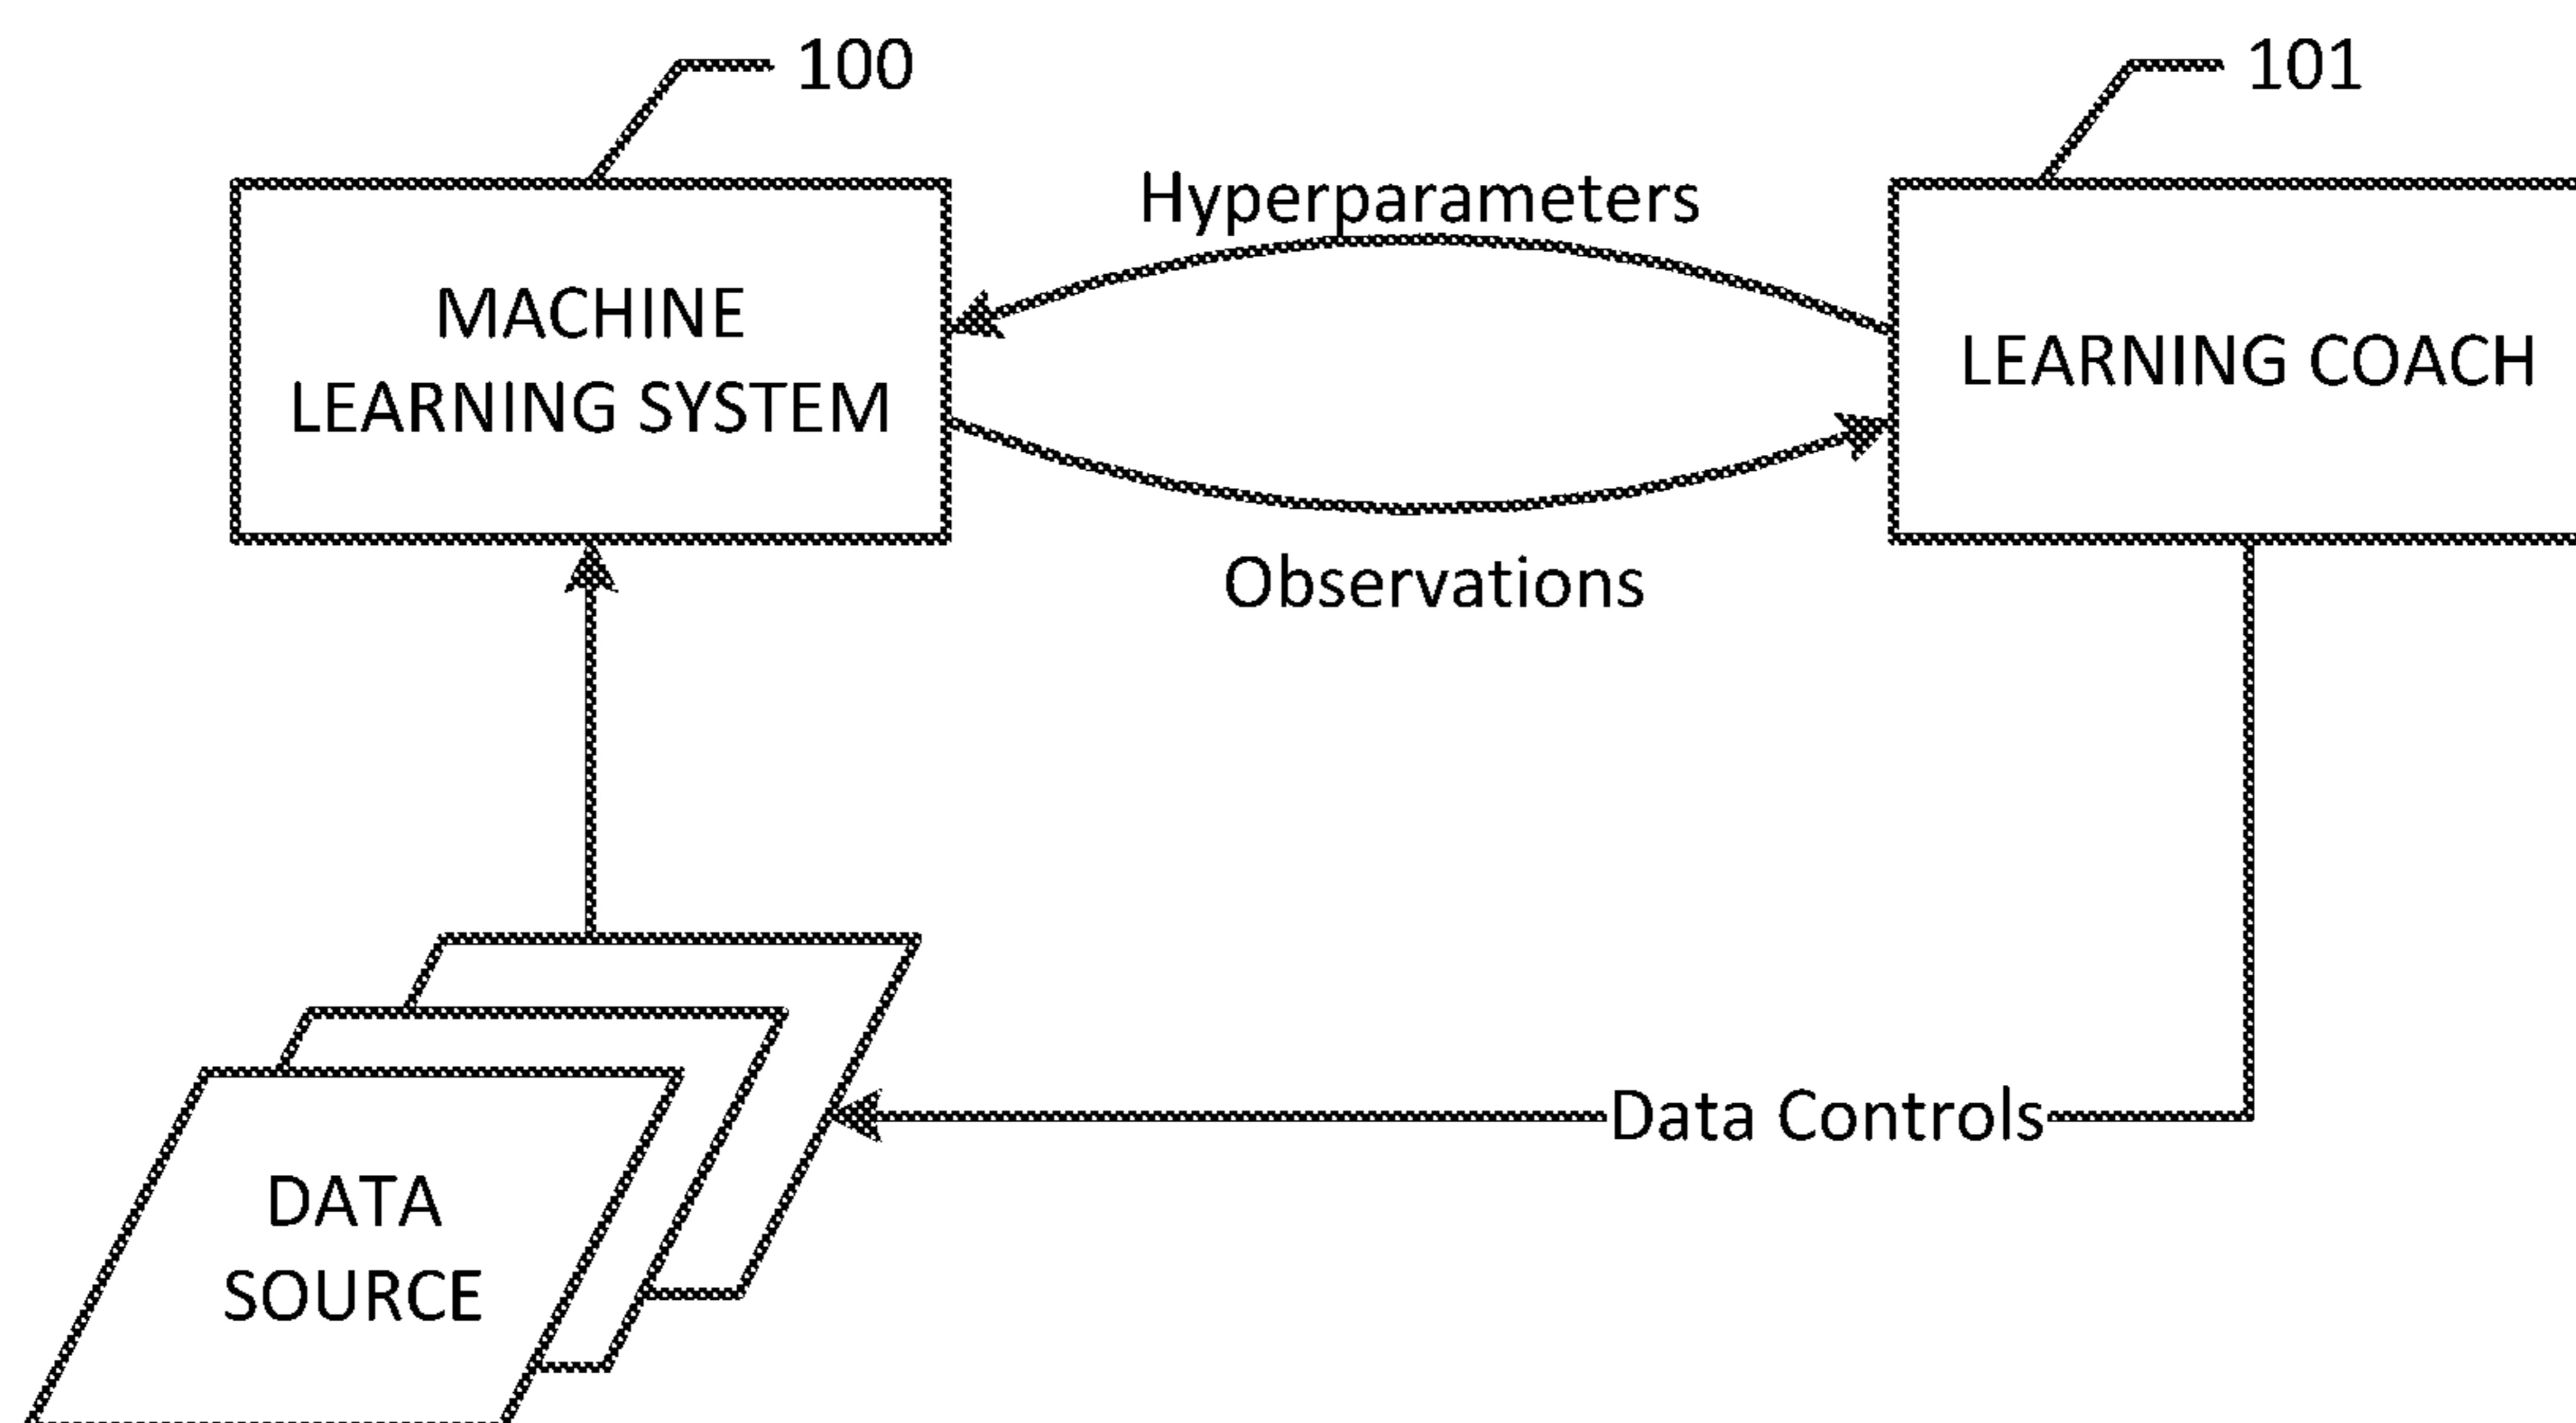 100
101
Hyperparameters
MACHINE
LEARNING SYSTEM
LEARNING COACH
Observations
Data Controls
DATA
SOURCE